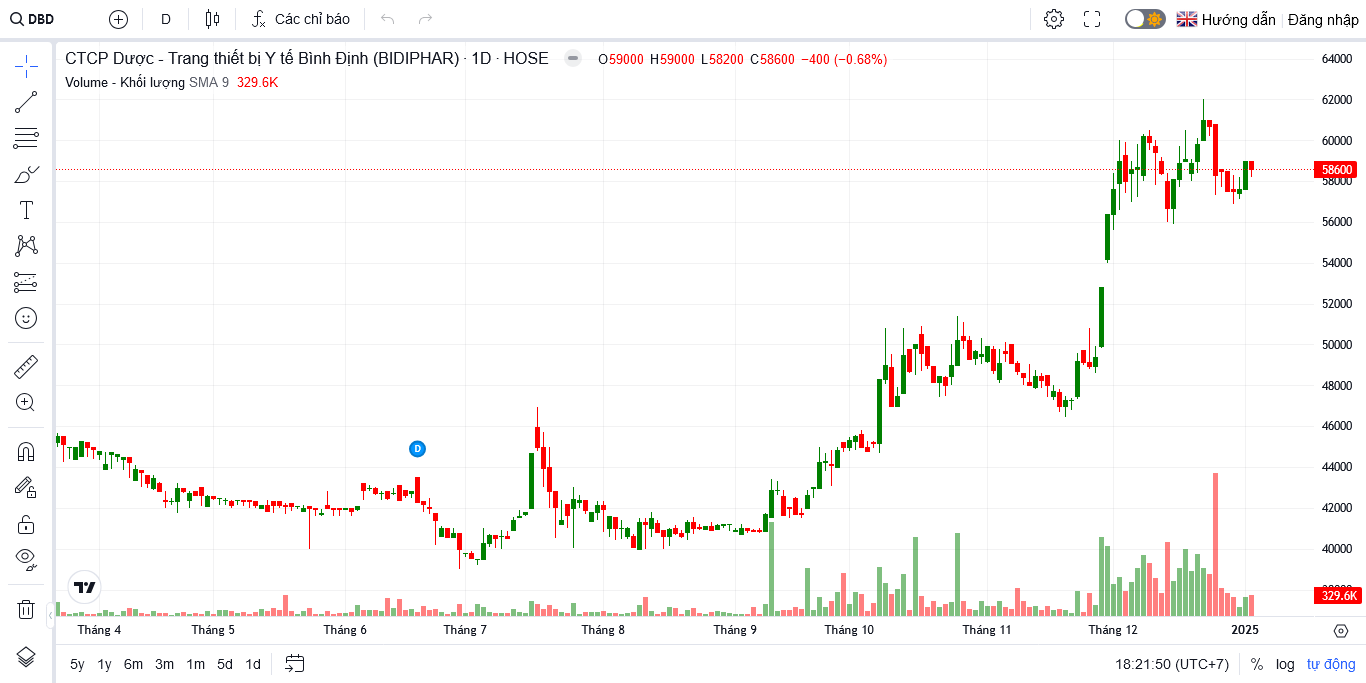 DBD D Các chỉ báo Hướng dẫn Đăng nhập
CTCP Dược - Trang thiết bị Y tế Bình Định (BIDIPHAR) · 1D · HOSE O59000 H59000 L58200 C58600 −400 (−0.68%)
Volume - Khối lượng SMA 9 329.6K
64000
62000
60000
58600
58000
56000
54000
52000
50000
48000
46000
44000
D
42000
40000
329.6K
Tháng 4 Tháng 5 Tháng 6 Tháng 7 Tháng 8 Tháng 9 Tháng 10 Tháng 11 Tháng 12 2025
5y 1y 6m 3m 1m 5d 1d 18:21:50 (UTC+7) % log tự động